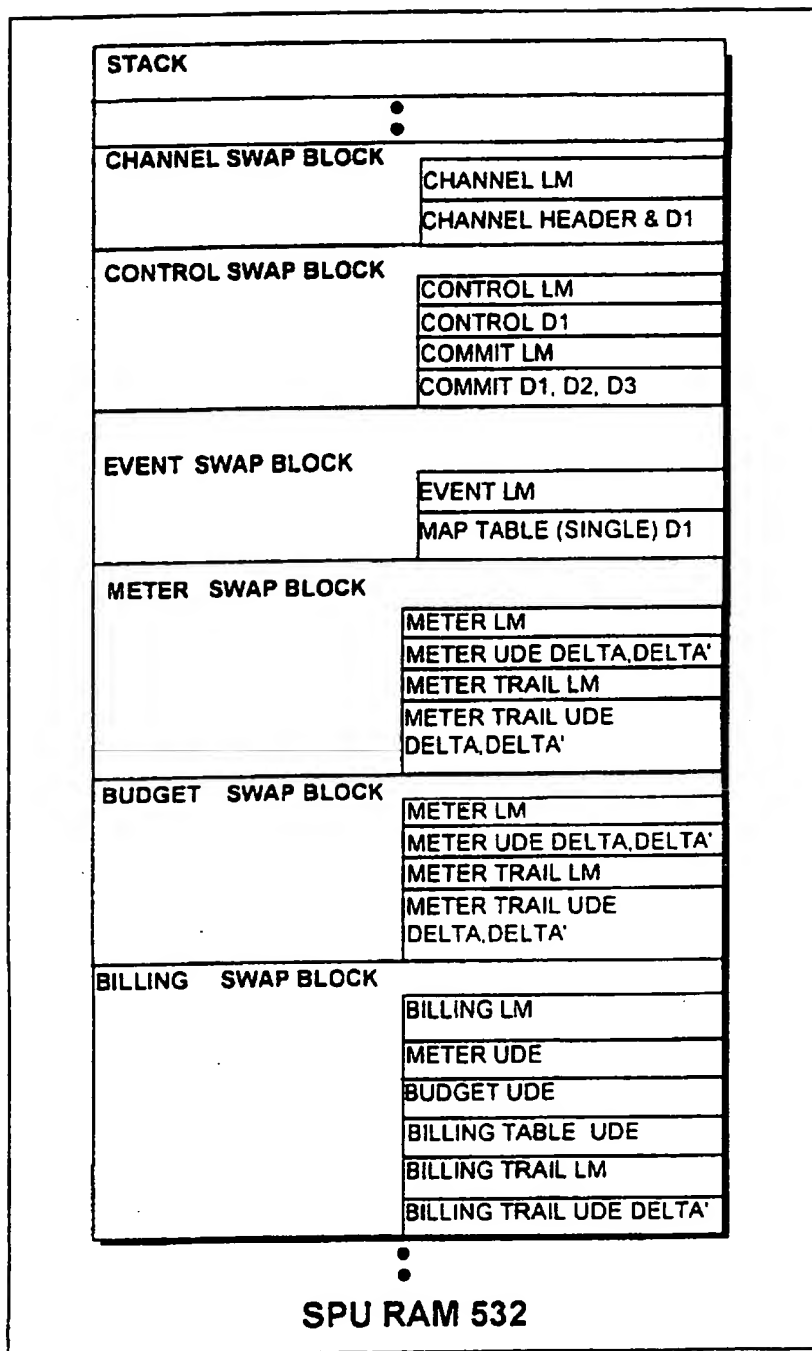 STACK
CHANNEL SWAP BLOCK
CHANNEL LM
CHANNEL HEADER & D1
CONTROL SWAP BLOCK
CONTROL LM
CONTROL D1
COMMIT LM
COMMIT D1, D2, D3
EVENT SWAP BLOCK
EVENT LM
MAP TABLE (SINGLE) D1
METER SWAP BLOCK
METER LM
METER UDE DELTA,DELTA'
METER TRAIL LM
METER TRAIL UDE
DELTA,DELTA'
BUDGET SWAP BLOCK
METER LM
METER UDE DELTA,DELTA'
METER TRAIL LM
METER TRAIL UDE
DELTA,DELTA'
BILLING SWAP BLOCK
BILLING LM
METER UDE
BUDGET UDE
BILLING TABLE UDE
BILLING TRAIL LM
BILLING TRAIL UDE DELTA'
SPU RAM 532